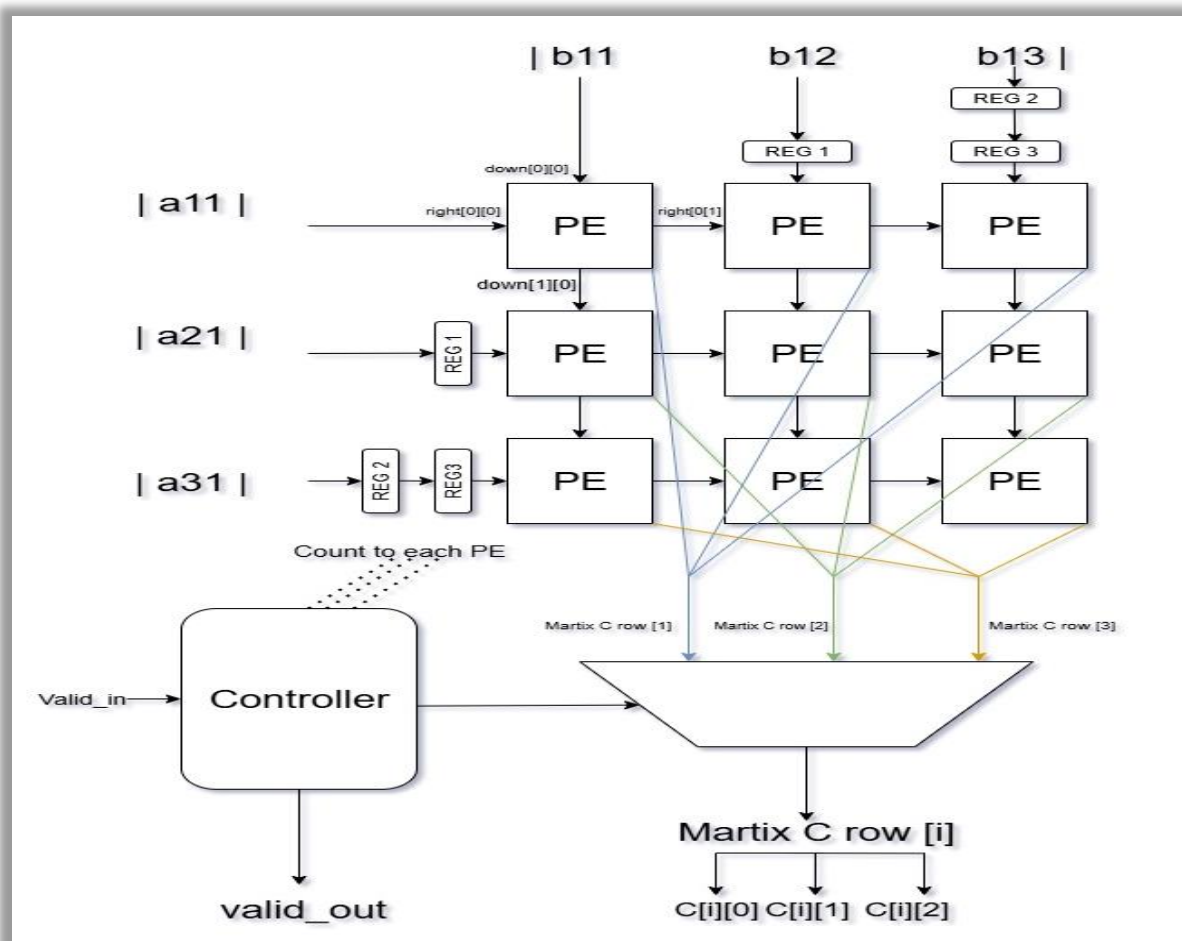 | b11 b12 b13 |
REG 2
REG 1 REG 3
down[0][0]
| a11 |
right[0][0] PE right[0[1] PE PE
down[1][0]
| a21 |
REG 1 PE PE PE
| a31 |
REG 2 REG3 PE PE PE
Count to each PE
Martix C row [1] Martix C row [2] Martix C row [3]
Valid_in Controller
Martix C row [i]
valid_out C[i][0] C[i][1] C[i][2]